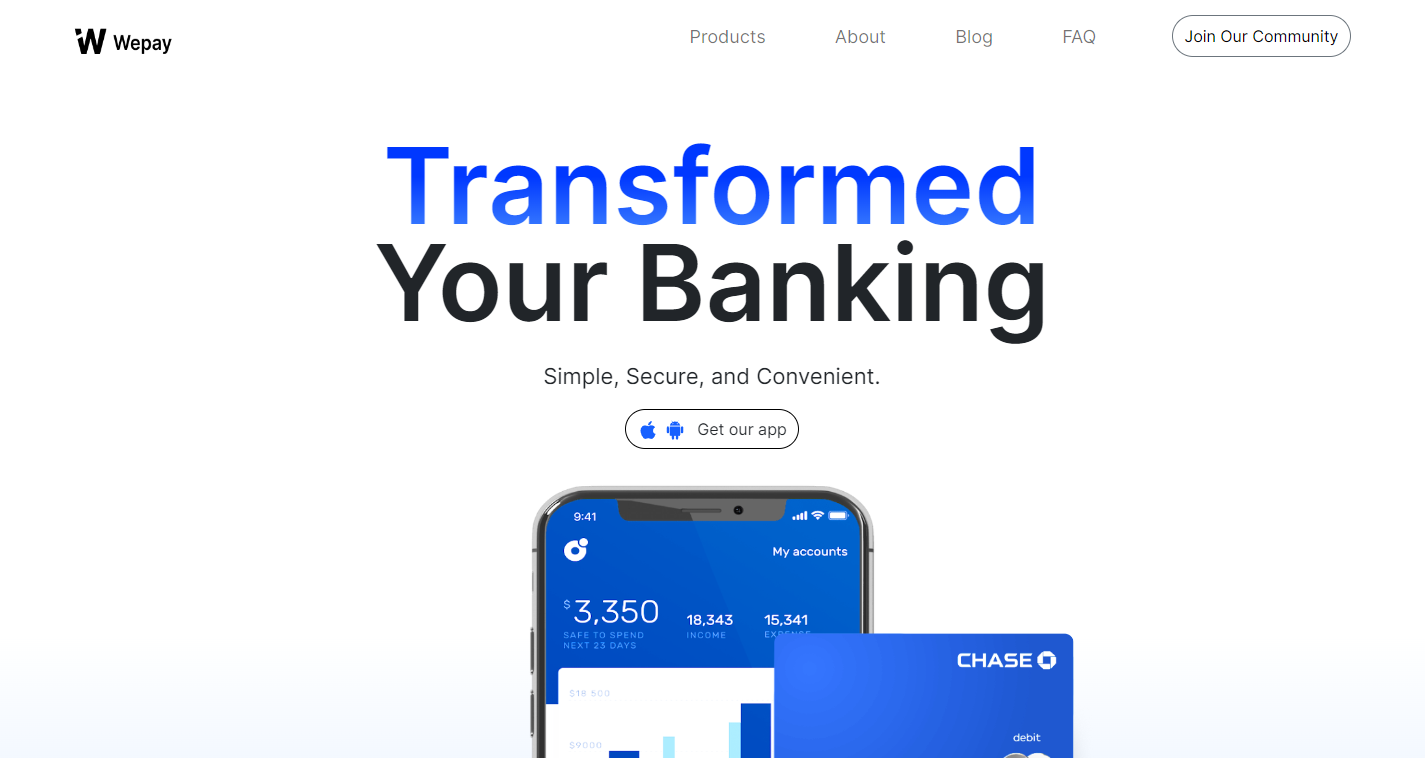 Wepay
Products
About
Blog
FAQ
Join Our Community
Transformed
Your Banking
Simple, Secure, and Convenient.
Get our app
9:41
My accounts
$3,350
SAFE TO SPEND
NEXT 23 DAYS
18,343
INCOME
15,341
EXPENSE
CHASE
$18 500
debit
$9000